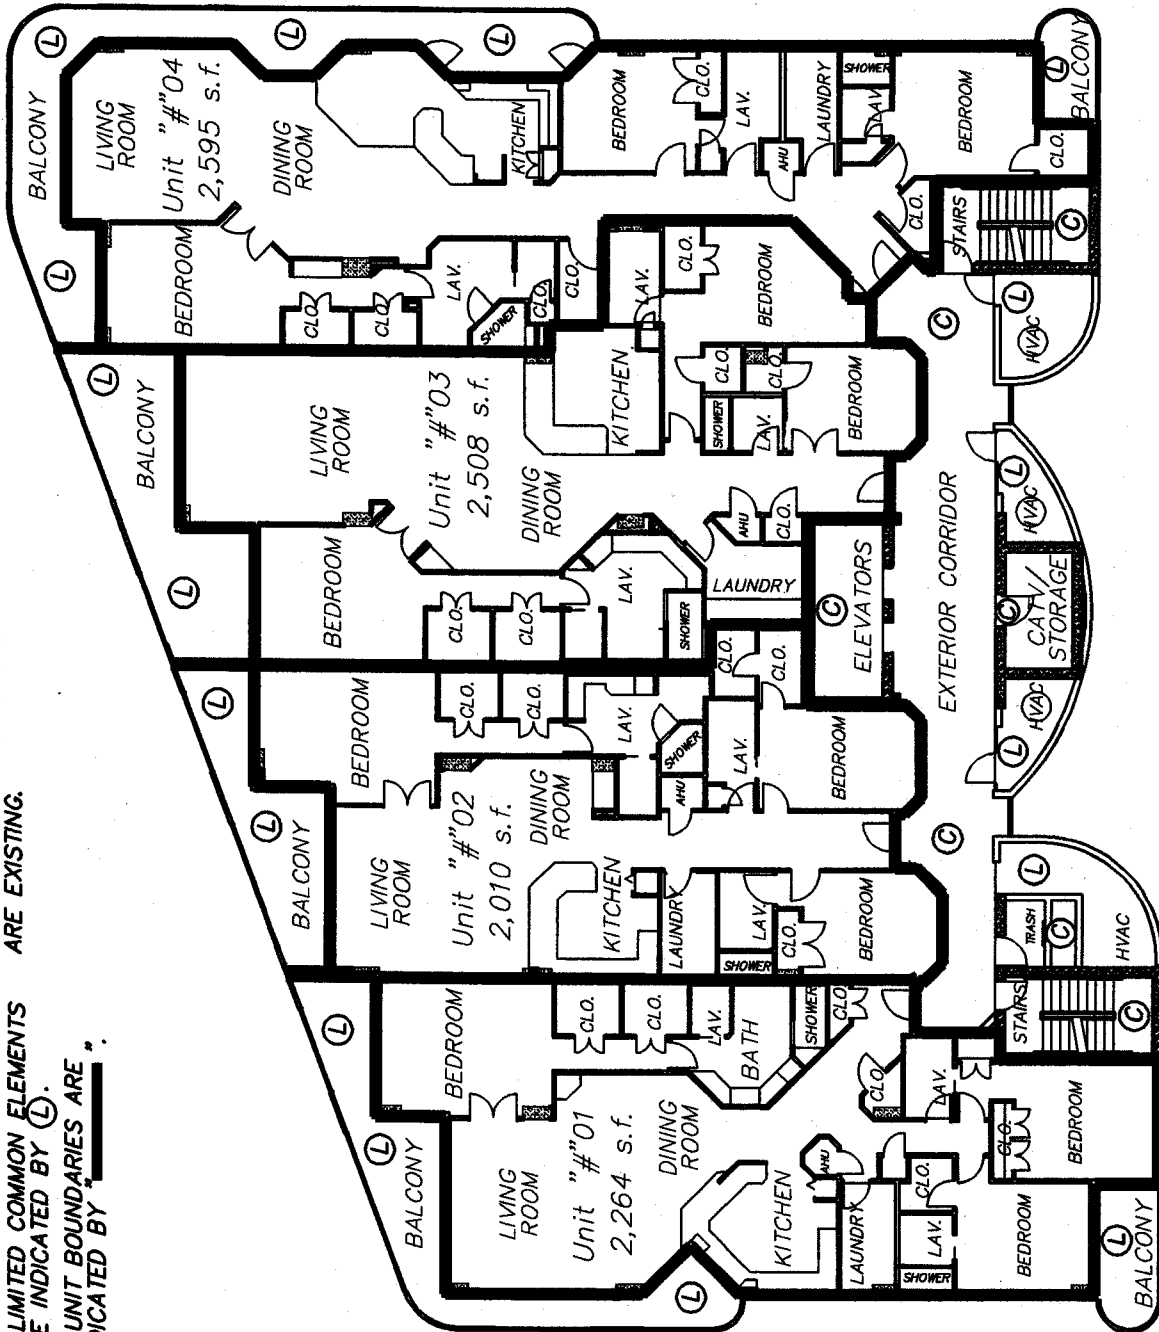 LIMITED COMMON ELEMENTS ARE EXISTING.
INDICATED BY Ⓛ.
UNIT BOUNDARIES ARE
BY " ".
BALCONY
Ⓛ
Ⓛ
Ⓛ
Ⓛ
LIVING
ROOM
Unit "#"04
2,595 s.f.
DINING
ROOM
KITCHEN
BEDROOM
CLO.
LAV.
LAUNDRY
SHOWER
LAV.
BEDROOM
Ⓛ
BALCONY
CLO.
AHU
CLO.
STAIRS
Ⓒ
BEDROOM
CLO.
CLO.
LAV.
SHOWER
CLO.
CLO.
Ⓛ
BALCONY
Ⓛ
LIVING
ROOM
Unit "#"03
2,508 s.f.
DINING
ROOM
KITCHEN
LAV.
CLO.
BEDROOM
CLO.
CLO.
SHOWER
LAV.
BEDROOM
AHU
CLO.
BEDROOM
CLO.
CLO.
LAV.
SHOWER
LAUNDRY
Ⓒ
ELEVATORS
EXTERIOR CORRIDOR
Ⓒ
Ⓒ
Ⓛ
HVAC
Ⓛ
HVAC
Ⓒ
CATV/
STORAGE
HVAC
Ⓛ
Ⓛ
HVAC
TRASH
Ⓒ
STAIRS
Ⓒ
Ⓛ
Ⓛ
BALCONY
BEDROOM
CLO.
CLO.
LAV.
SHOWER
AHU
CLO.
CLO.
LAV.
BEDROOM
LIVING
ROOM
Unit "#"02
2,010 s.f.
DINING
ROOM
KITCHEN
LAUNDRY
LAV.
SHOWER
CLO.
BEDROOM
Ⓛ
Ⓛ
BALCONY
BEDROOM
CLO.
CLO.
LAV.
BATH
SHOWER
CLO.
CLO.
LAV.
LIVING
ROOM
Unit "#"01
2,264 s.f.
DINING
ROOM
KITCHEN
AHU
LAUNDRY
CLO.
LAV.
SHOWER
BEDROOM
CLO.
BEDROOM
Ⓛ
Ⓛ
BALCONY